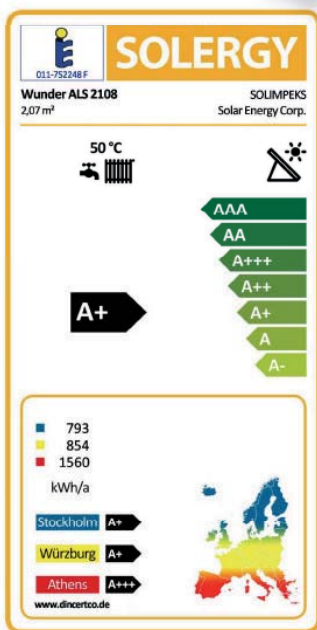 SOLERGY
011-7S2248 F
Wunder ALS 2108
SOLIMPEKS
2,07 m²
Solar Energy Corp.
50 °C
AAA
AA
A+++
A++
A+
A+
A
A-
793
854
1560
kWh/a
Stockholm A+
Würzburg A+
Athens A+++
www.dincertco.de